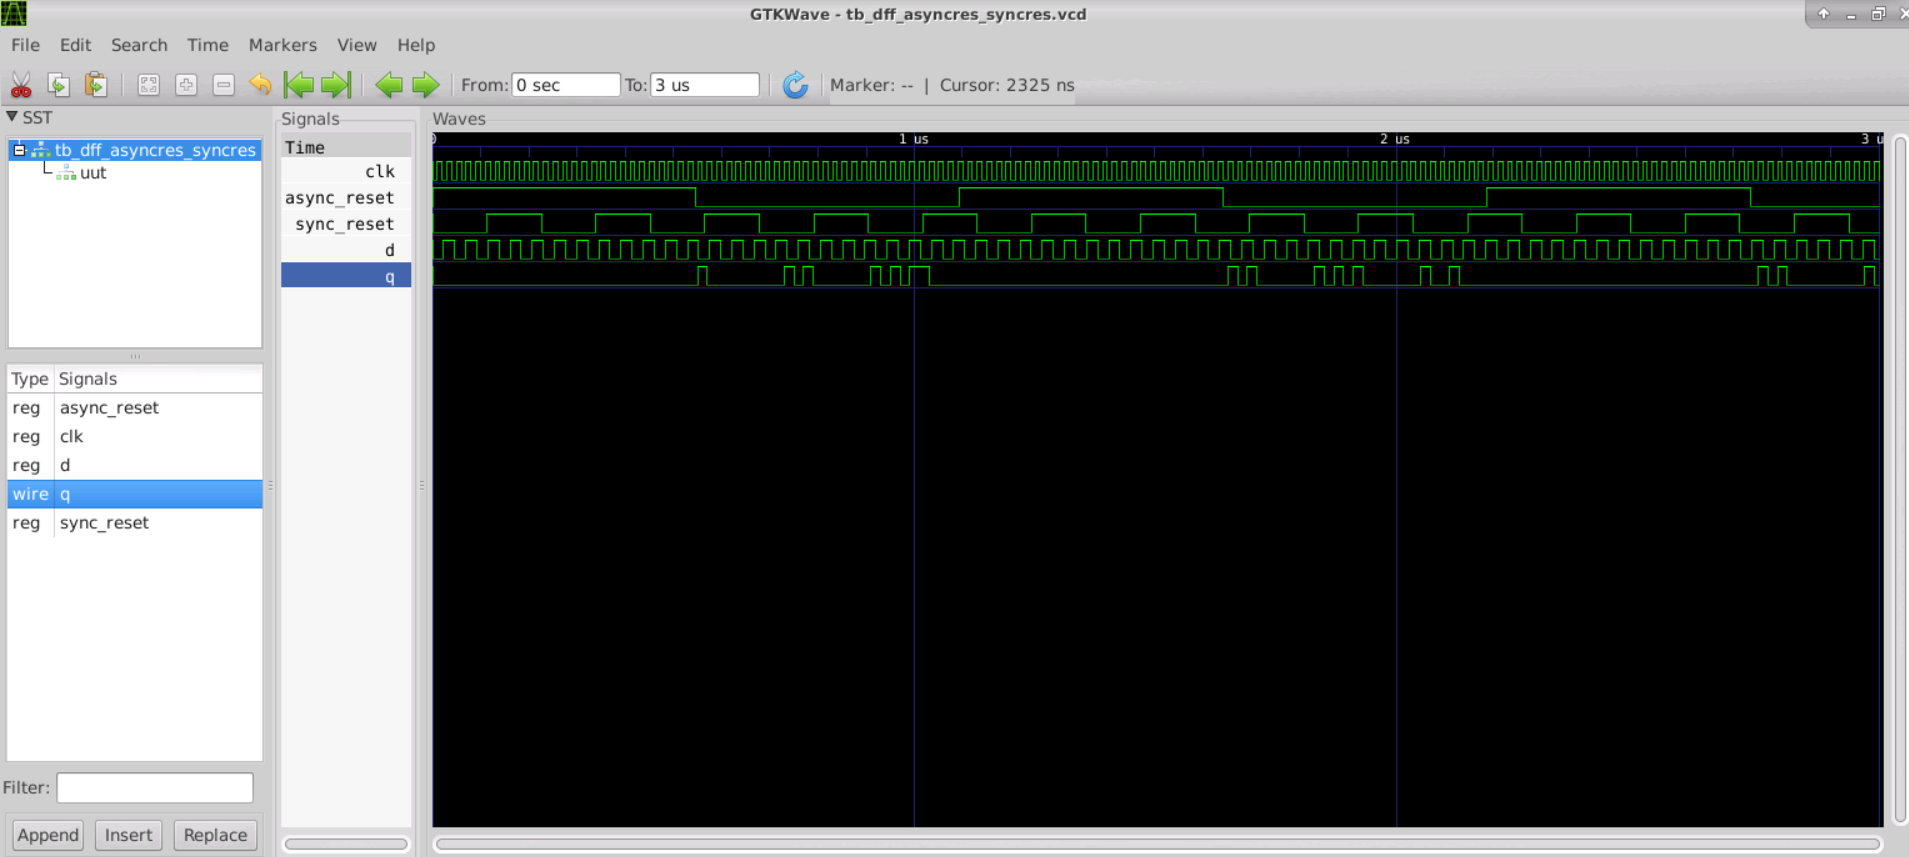 GTKWave - tb_dff_asyncres_syncres.vcd
File Edit Search Time Markers View Help
From: 0 sec To: 3 us Marker: -- | Cursor: 2325 ns
SST
tb_dff_asyncres_syncres
uut
Type Signals
reg async_reset
reg clk
reg d
wire q
reg sync_reset
Filter:
Append Insert Replace
Signals
Time
clk
async_reset
sync_reset
d
q
Waves
0 1 us 2 us 3 u